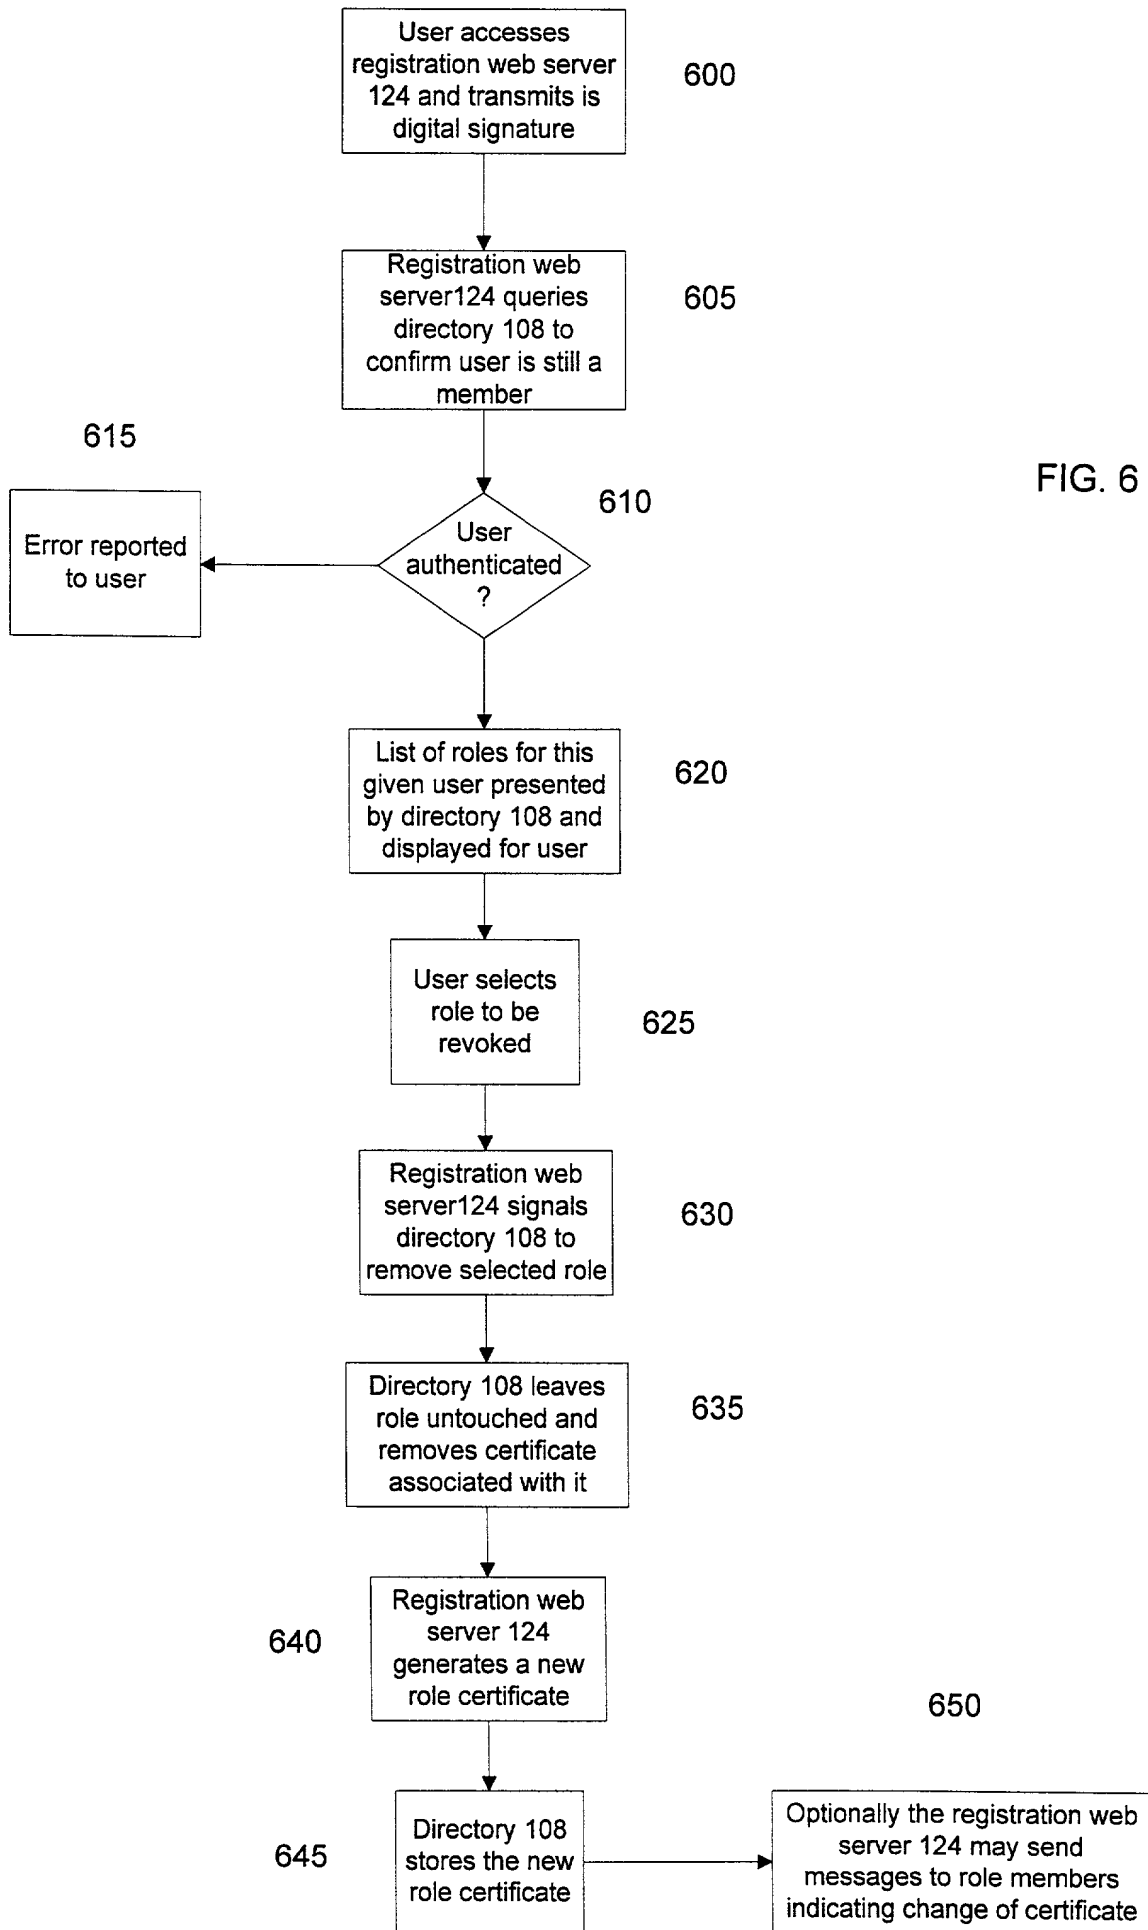 User accesses
registration web server
124 and transmits is
digital signature
600
Registration web
server124 queries
directory 108 to
confirm user is still a
member
605
615
FIG. 6
610
Error reported
to user
User
authenticated
?
List of roles for this
given user presented
by directory 108 and
displayed for user
620
User selects
role to be
revoked
625
Registration web
server124 signals
directory 108 to
remove selected role
630
Directory 108 leaves
role untouched and
removes certificate
associated with it
635
Registration web
server 124
generates a new
role certificate
640
650
Directory 108
stores the new
role certificate
645
Optionally the registration web
server 124 may send
messages to role members
indicating change of certificate